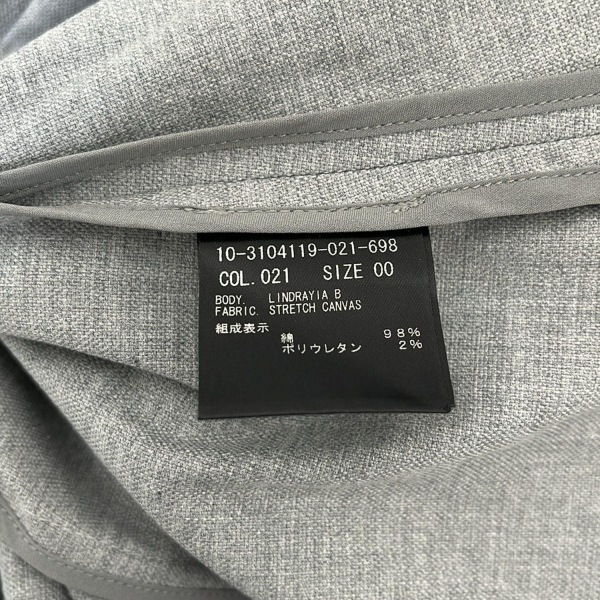 10-3104119-021-698
COL.021 SIZE 00
BODY. LINDRAYIA B
FABRIC. STRETCH CANVAS
組成表示
綿 98%
ポリウレタン 2%